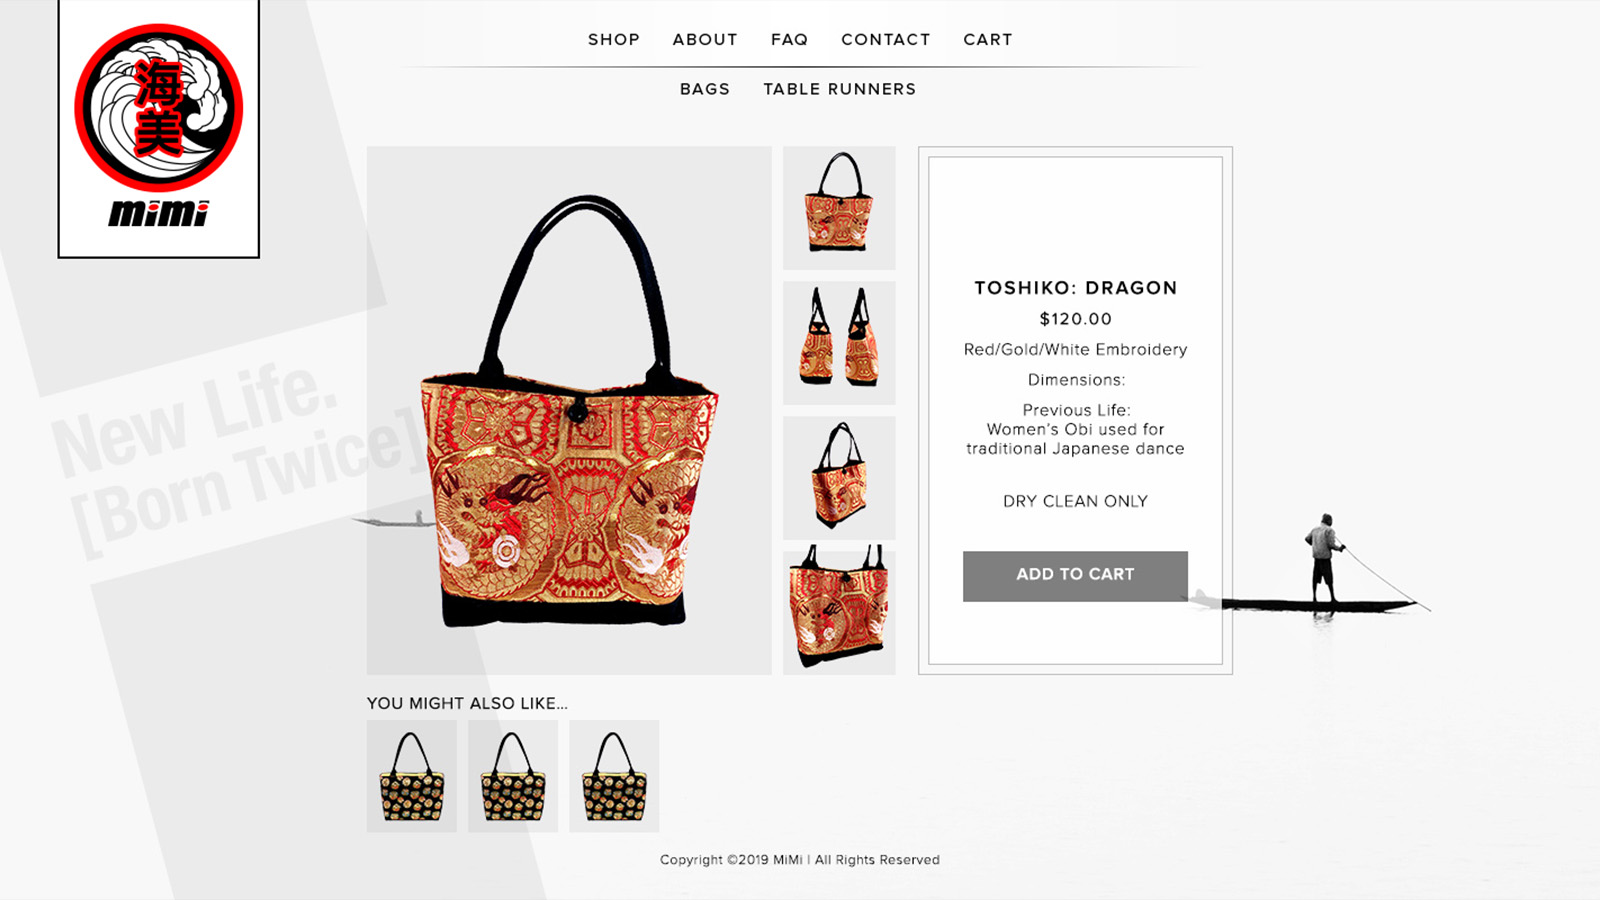 海
美
mimi
SHOP ABOUT FAQ CONTACT CART
BAGS TABLE RUNNERS
New Life.
[Born Twice]
TOSHIKO: DRAGON
$120.00
Red/Gold/White Embroidery
Dimensions:
Previous Life:
Women's Obi used for
traditional Japanese dance
DRY CLEAN ONLY
ADD TO CART
YOU MIGHT ALSO LIKE...
Copyright ©2019 MiMi | All Rights Reserved